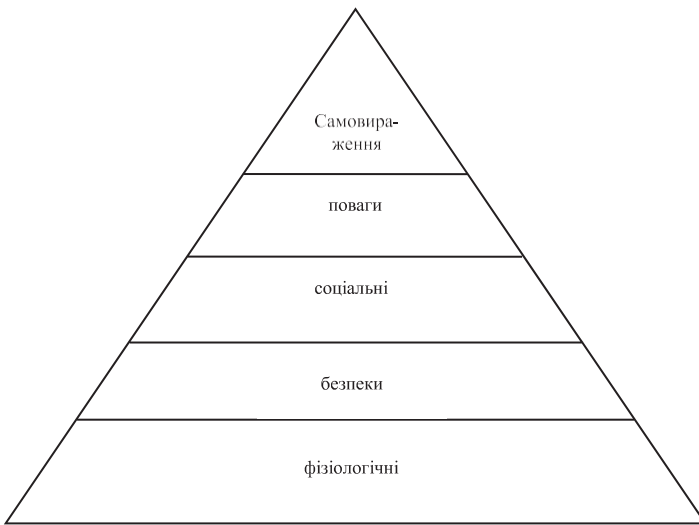 Самовира-
ження
поваги
соціальні
безпеки
фізіологічні